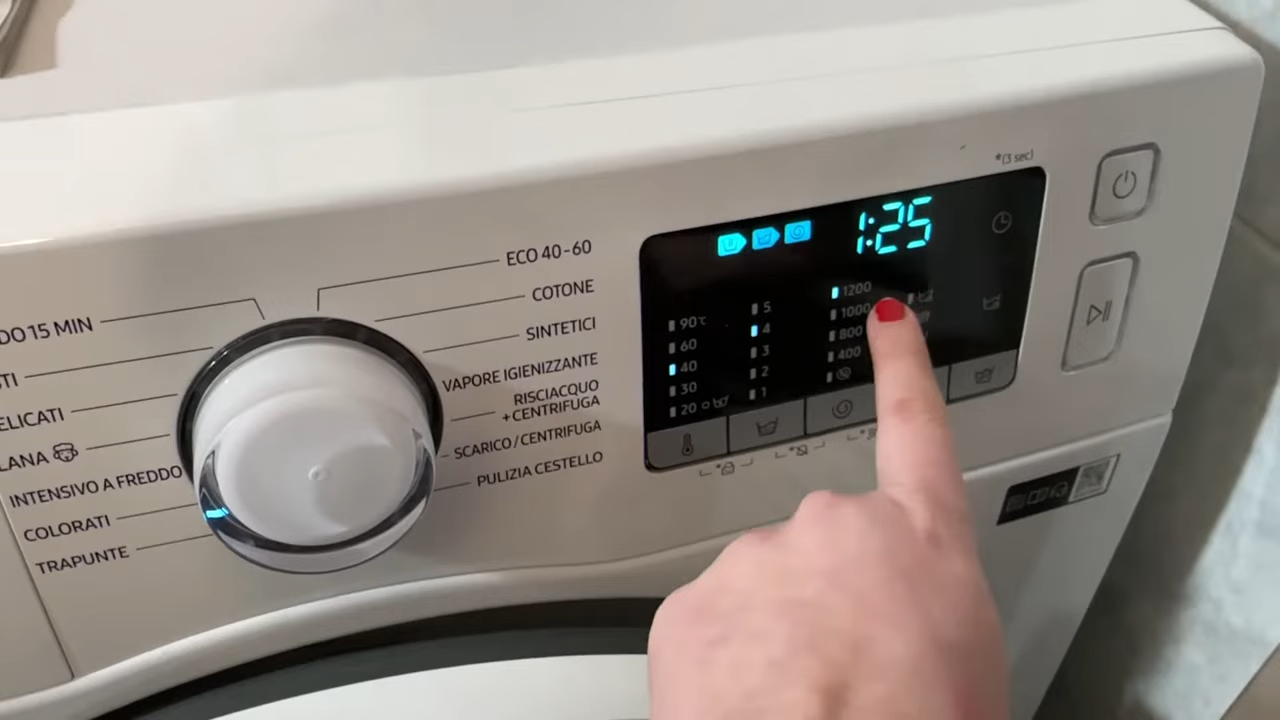 DO 15 MIN
TI
ELICATI
LANA
INTENSIVO A FREDDO
COLORATI
TRAPUNTE
ECO 40-60
COTONE
SINTETICI
VAPORE IGIENIZZANTE
RISCIACQUO
+CENTRIFUGA
SCARICO/CENTRIFUGA
PULIZIA CESTELLO
*(3 sec)
1:25
90℃
60
40
30
20
5
4
3
2
1
1200
1000
800
400